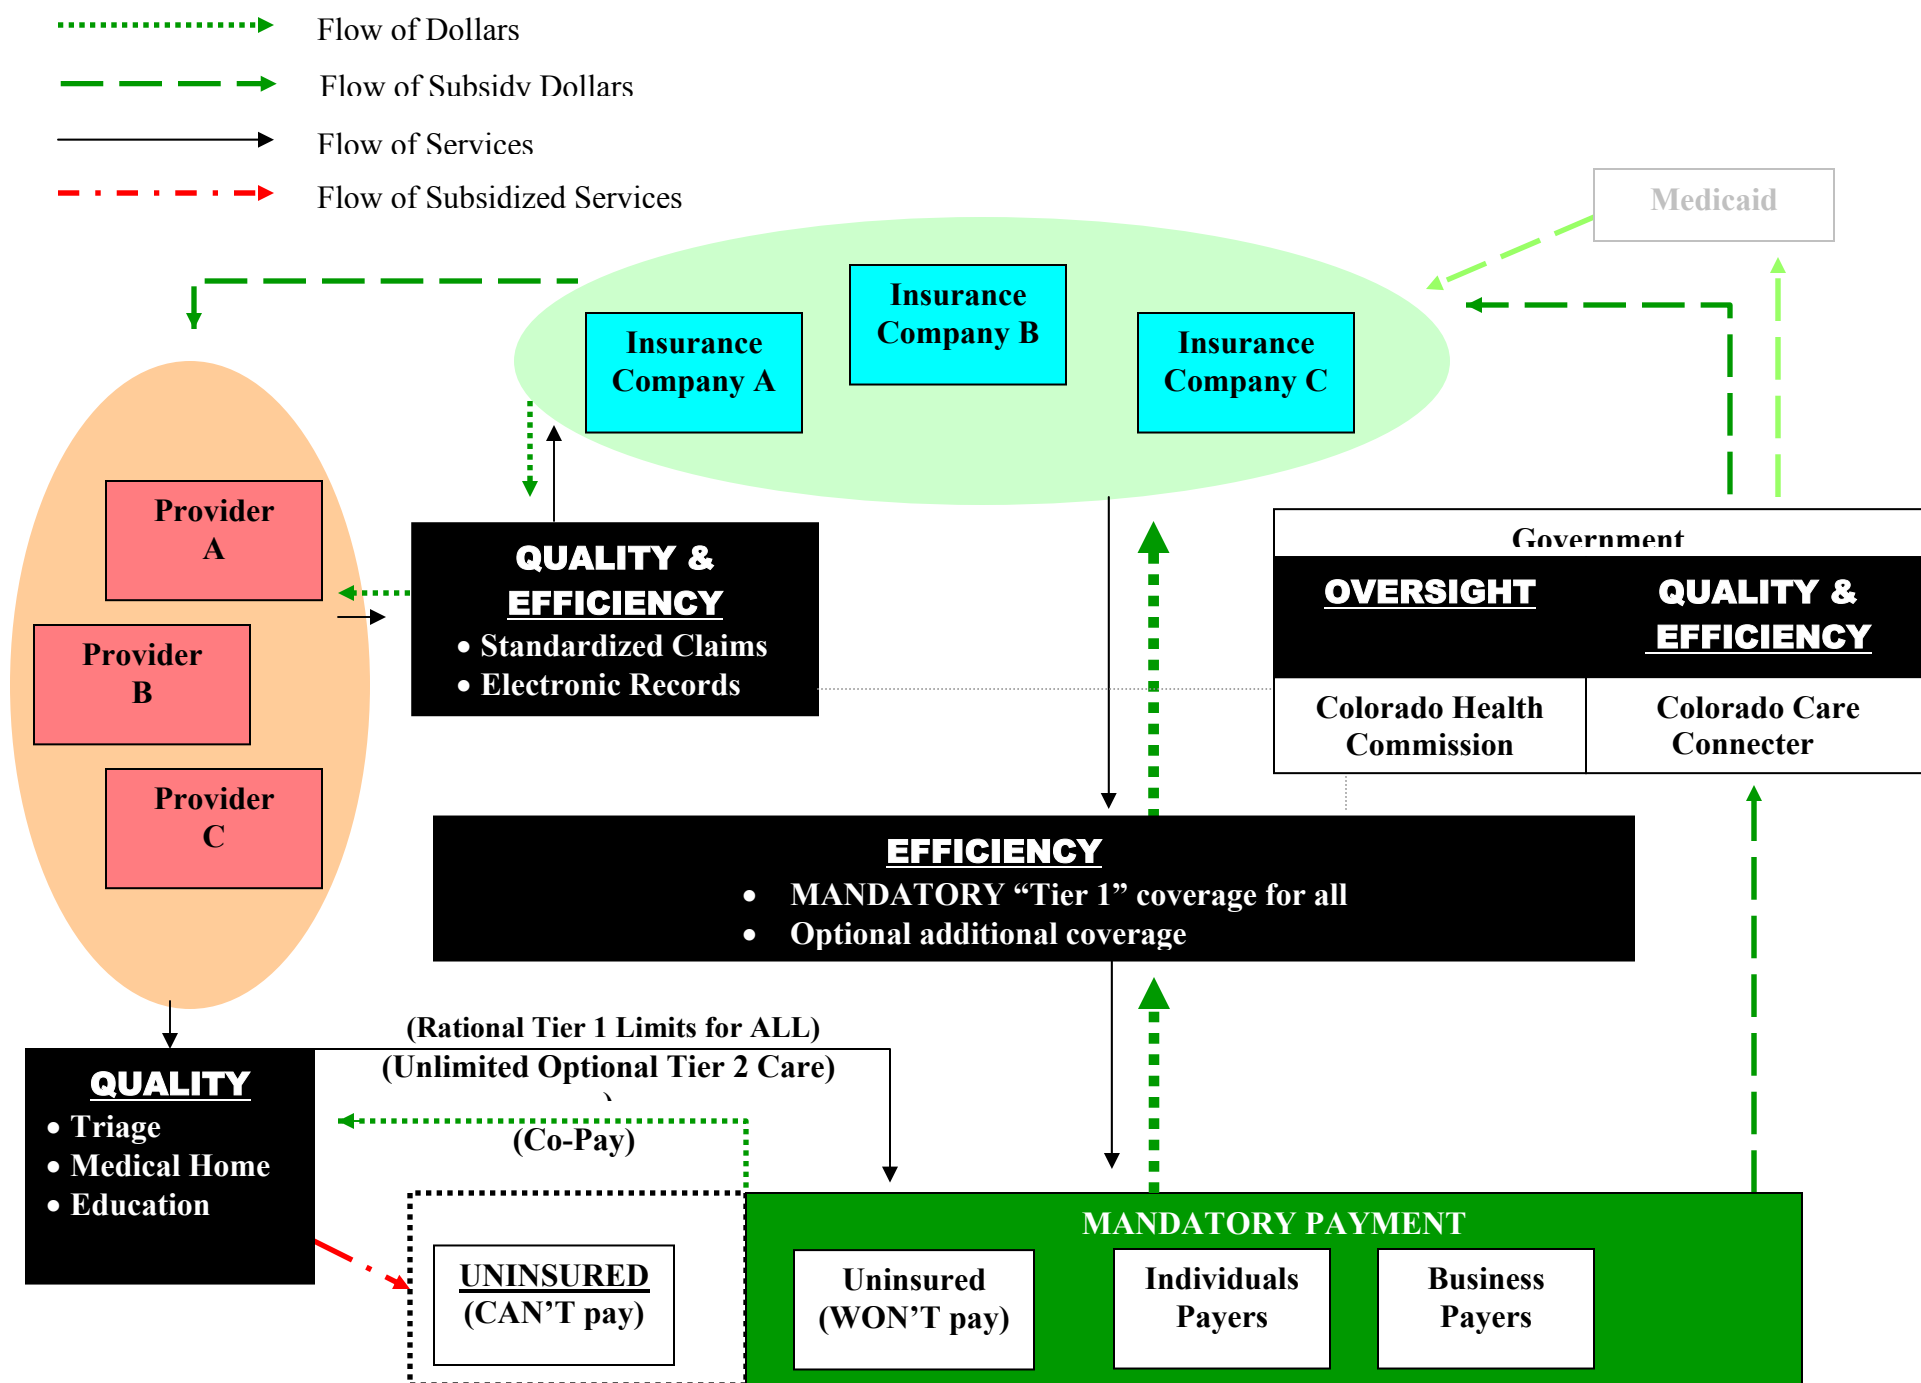 Flow of Dollars
Flow of Subsidy Dollars
Flow of Services
Flow of Subsidized Services
Medicaid
Insurance
Company A
Insurance
Company B
Insurance
Company C
Provider
A
Provider
B
Provider
C
QUALITY &
EFFICIENCY
• Standardized Claims
• Electronic Records
Government
OVERSIGHT
QUALITY &
EFFICIENCY
Colorado Health
Commission
Colorado Care
Connecter
EFFICIENCY
• MANDATORY “Tier 1” coverage for all
• Optional additional coverage
(Rational Tier 1 Limits for ALL)
(Unlimited Optional Tier 2 Care)
)
(Co-Pay)
QUALITY
• Triage
• Medical Home
• Education
UNINSURED
(CAN’T pay)
MANDATORY PAYMENT
Uninsured
(WON’T pay)
Individuals
Payers
Business
Payers